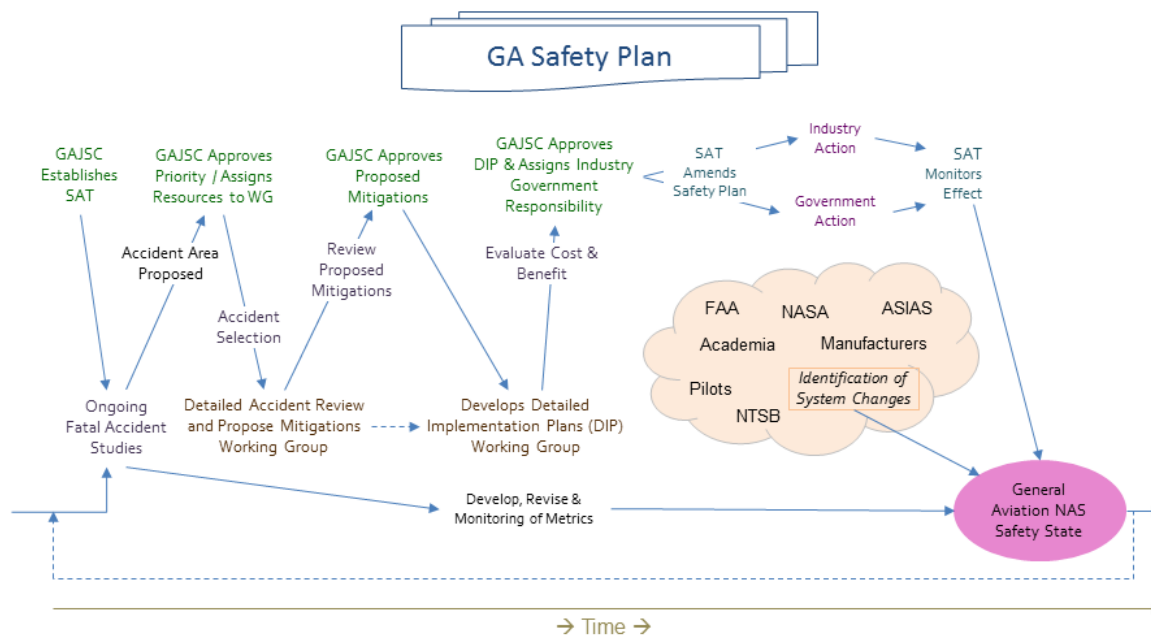 GA Safety Plan
GAJSC
Establishes
SAT
GAJSC Approves
Priority / Assigns
Resources to WG
GAJSC Approves
Proposed
Mitigations
GAJSC Approves
DIP & Assigns Industry
Government
Responsibility
SAT
Amends
Safety Plan
Industry
Action
Government
Action
SAT
Monitors
Effect
Accident Area
Proposed
Accident
Selection
Review
Proposed
Mitigations
Evaluate Cost &
Benefit
FAA
NASA
ASIAS
Academia
Manufacturers
Pilots
Identification of
System Changes
NTSB
Ongoing
Fatal Accident
Studies
Detailed Accident Review
and Propose Mitigations
Working Group
Develops Detailed
Implementation Plans (DIP)
Working Group
Develop, Revise &
Monitoring of Metrics
General
Aviation NAS
Safety State
→ Time →